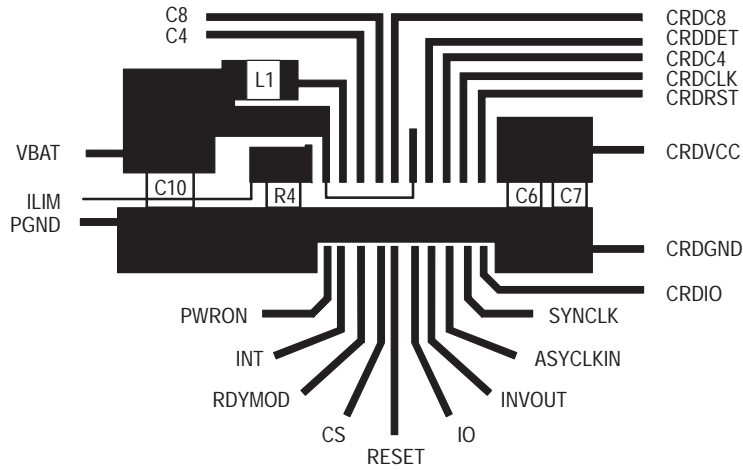 C8
C4
CRDC8
CRDDET
CRDC4
CRDCLK
CRDRST
L1
VBAT
CRDVCC
C10
R4
C6
C7
ILIM
PGND
CRDGND
CRDIO
PWRON
SYNCLK
INT
ASYCLKIN
RDYMOD
INVOUT
CS
IO
RESET